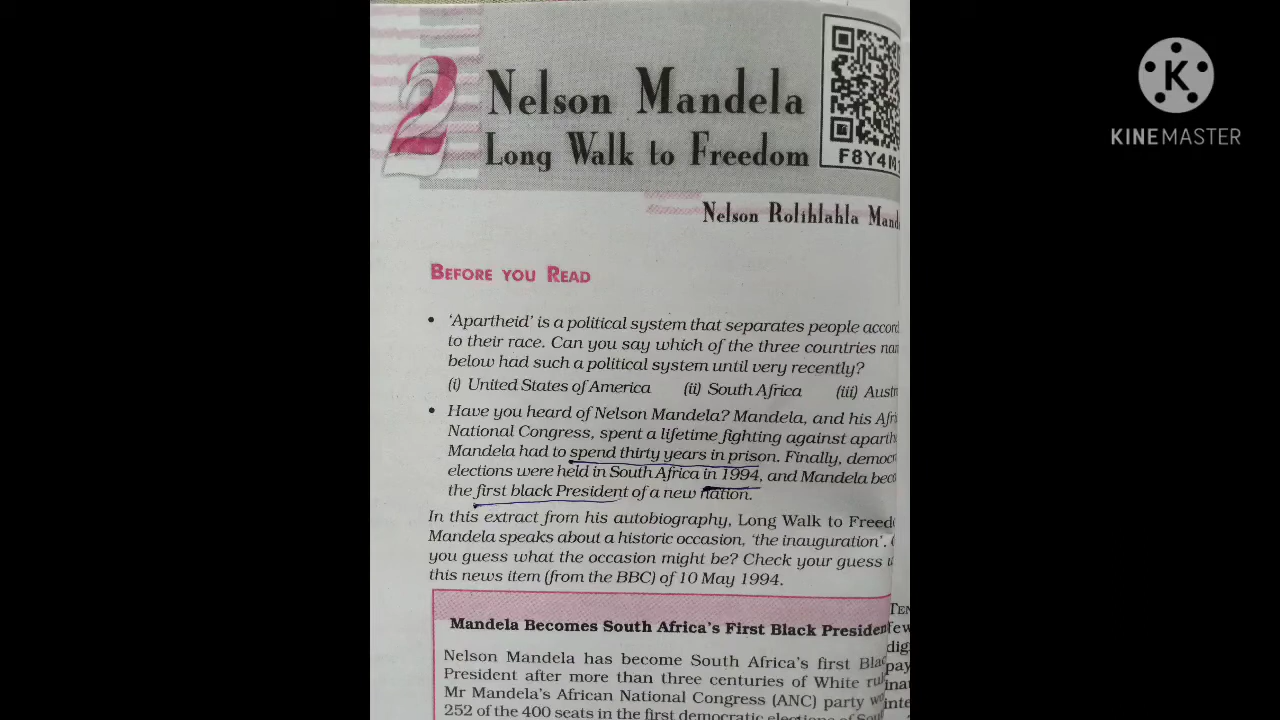 2
Nelson Mandela
Long Walk to Freedom
F8Y4M
Nelson Rolihlahla
K
KINEMASTER
BEFORE YOU READ
• 'Apartheid' is a political system that separates people
to their race. Can you say which of the three countries
below had such a political system until very recently?
(i) United States of America (ii) South Africa (iii)
• Have you heard of Nelson Mandela? Mandela, and his
National Congress, spent a lifetime fighting against
Mandela had to spend thirty years in prison. Finally,
elections were held in South Africa in 1994, and Mandela
the first black President of a new nation.
In this extract from his autobiography, Long Walk to
Mandela speaks about a historic occasion, 'the inauguration'.
you guess what the occasion might be? Check your guess
this news item (from the BBC) of 10 May 1994.
Mandela Becomes South Africa's First Black
Nelson Mandela has become South Africa's first
President after more than three centuries of White
Mr Mandela's African National Congress (ANC) party
252 of the 400 seats in the first democratic elections of